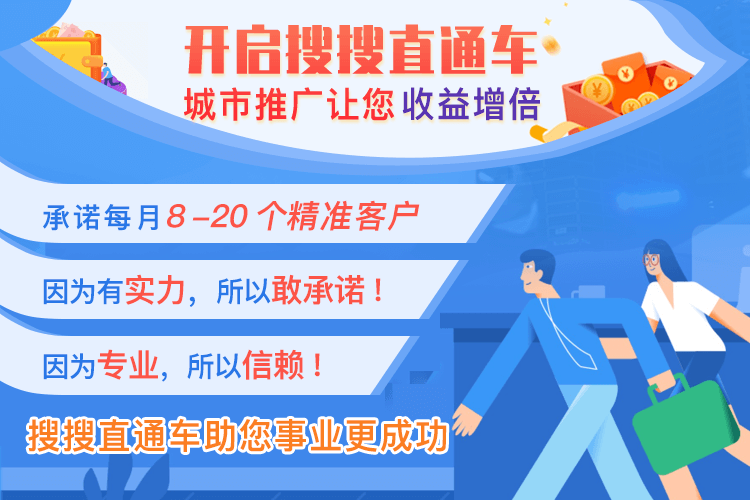 开启搜搜直通车
城市推广让您 收益增倍
承诺每月8-20个精准客户
因为有实力，所以敢承诺！
因为专业，所以信赖！
搜搜直通车助您事业更成功